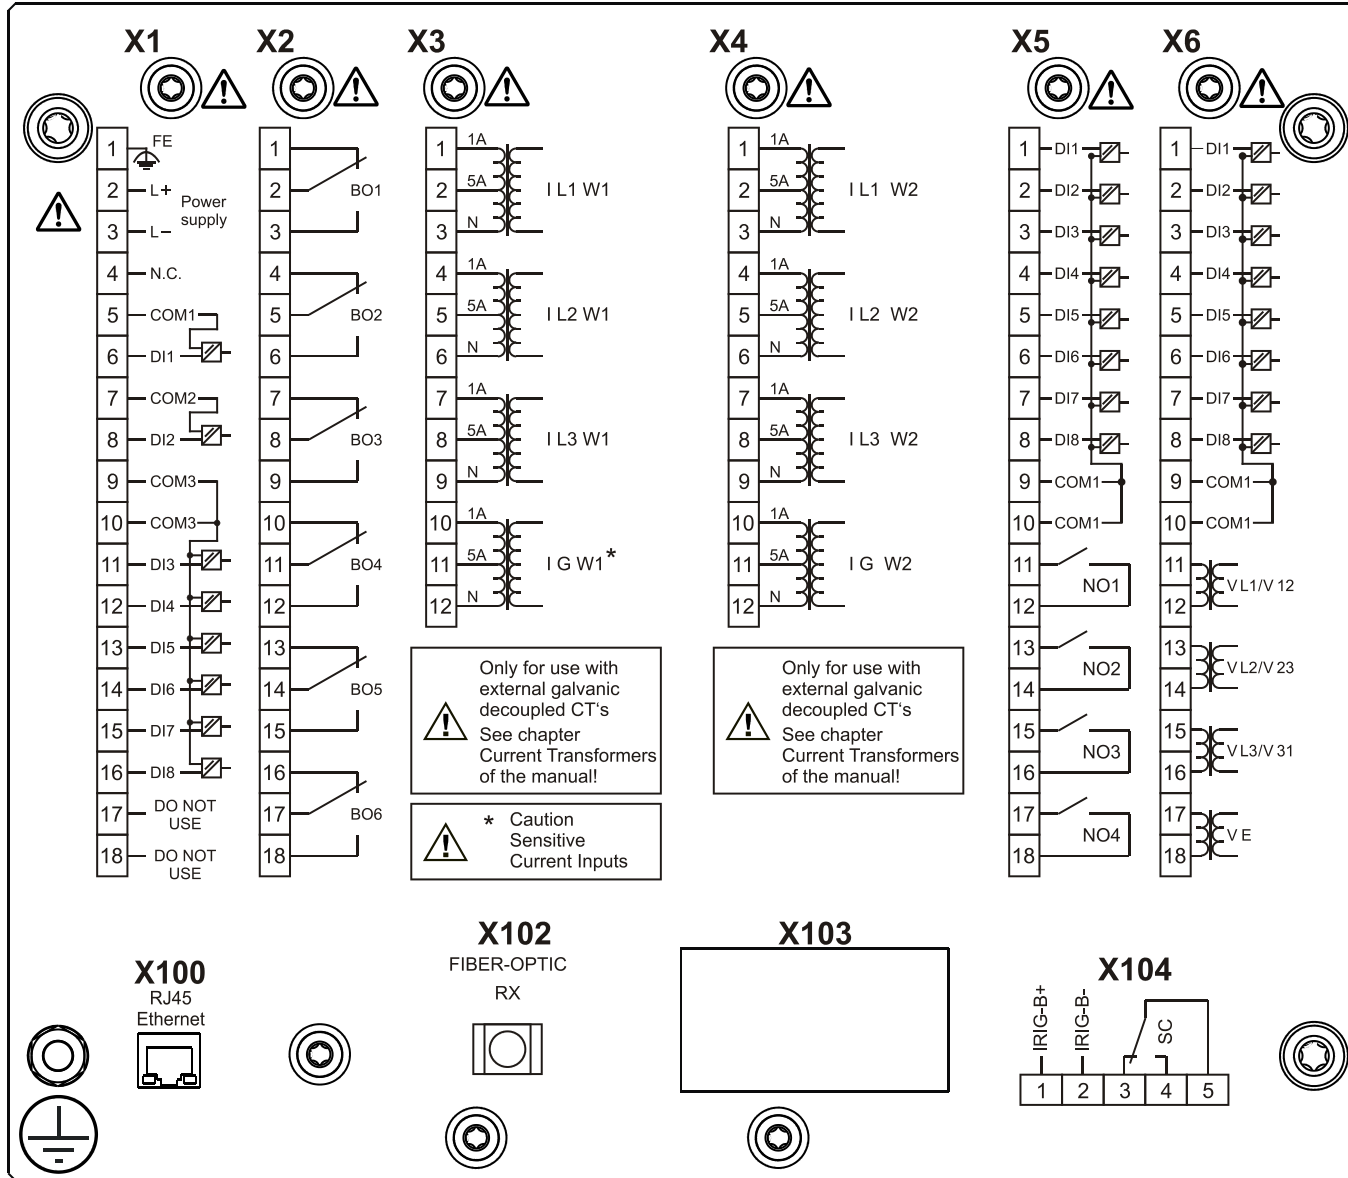 X1
X2
X3
X4
X5
X6
1
FE
2
L+
Power
supply
3
L–
4
N.C.
5
COM1
6
DI1
7
COM2
8
DI2
9
COM3
10
COM3
11
DI3
12
DI4
13
DI5
14
DI6
15
DI7
16
DI8
17
DO NOT
USE
18
DO NOT
USE
1
2
BO1
3
4
5
BO2
6
7
8
BO3
9
10
11
BO4
12
13
14
BO5
15
16
17
BO6
18
1
1A
2
5A
I L1 W1
3
N
4
1A
5
5A
I L2 W1
6
N
7
1A
8
5A
I L3 W1
9
N
10
1A
11
5A
I G W1*
12
N
Only for use with
external galvanic
decoupled CT's
See chapter
Current Transformers
of the manual!
* Caution
Sensitive
Current Inputs
1
1A
2
5A
I L1 W2
3
N
4
1A
5
5A
I L2 W2
6
N
7
1A
8
5A
I L3 W2
9
N
10
1A
11
5A
I G W2
12
N
Only for use with
external galvanic
decoupled CT's
See chapter
Current Transformers
of the manual!
1
DI1
2
DI2
3
DI3
4
DI4
5
DI5
6
DI6
7
DI7
8
DI8
9
COM1
10
COM1
11
NO1
12
13
NO2
14
15
NO3
16
17
NO4
18
1
DI1
2
DI2
3
DI3
4
DI4
5
DI5
6
DI6
7
DI7
8
DI8
9
COM1
10
COM1
11
V L1/V 12
12
13
V L2/V 23
14
15
V L3/V 31
16
17
V E
18
X100
RJ45
Ethernet
X102
FIBER-OPTIC
RX
X103
X104
IRIG-B+
IRIG-B-
SC
1 2 3 4 5